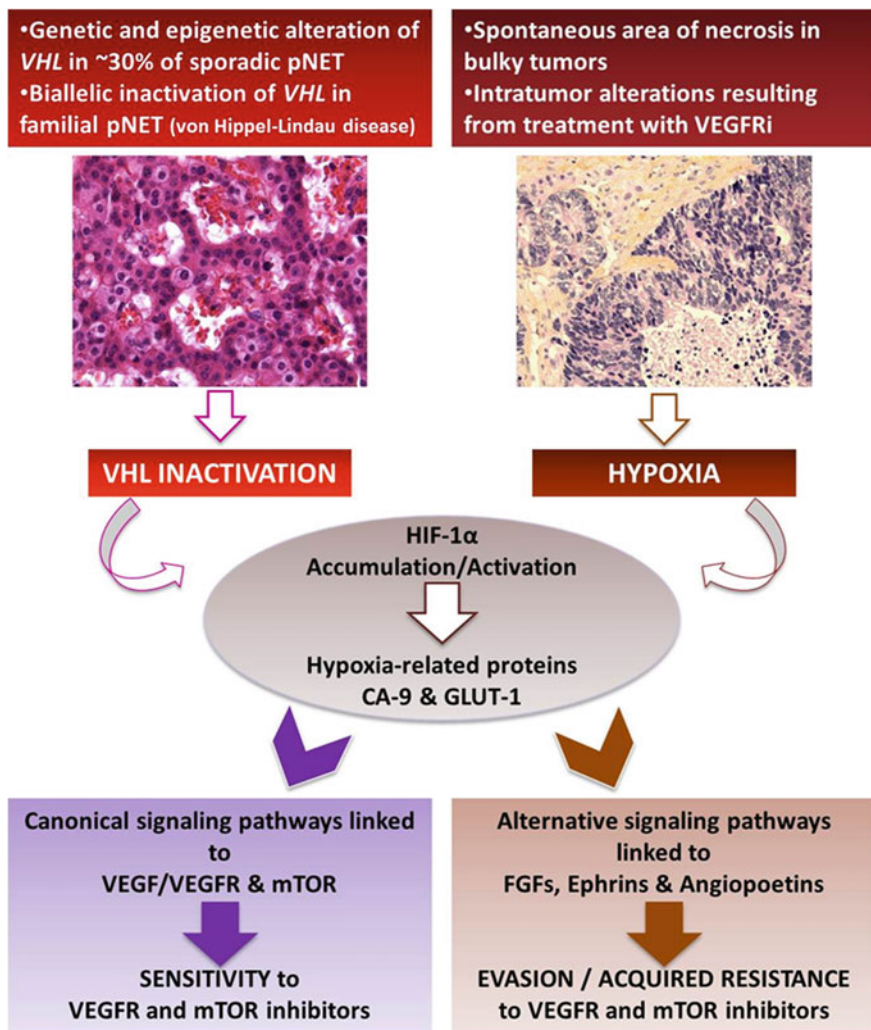 •Genetic and epigenetic alteration of
VHL in ~30% of sporadic pNET
•Biallelic inactivation of VHL in
familial pNET (von Hippel-Lindau disease)
•Spontaneous area of necrosis in
bulky tumors
•Intratumor alterations resulting
from treatment with VEGFRi
VHL INACTIVATION
HYPOXIA
HIF-1α
Accumulation/Activation
Hypoxia-related proteins
CA-9 & GLUT-1
Canonical signaling pathways linked
to
VEGF/VEGFR & mTOR
SENSITIVITY to
VEGFR and mTOR inhibitors
Alternative signaling pathways
linked to
FGFs, Ephrins & Angiopoetins
EVASION / ACQUIRED RESISTANCE
to VEGFR and mTOR inhibitors